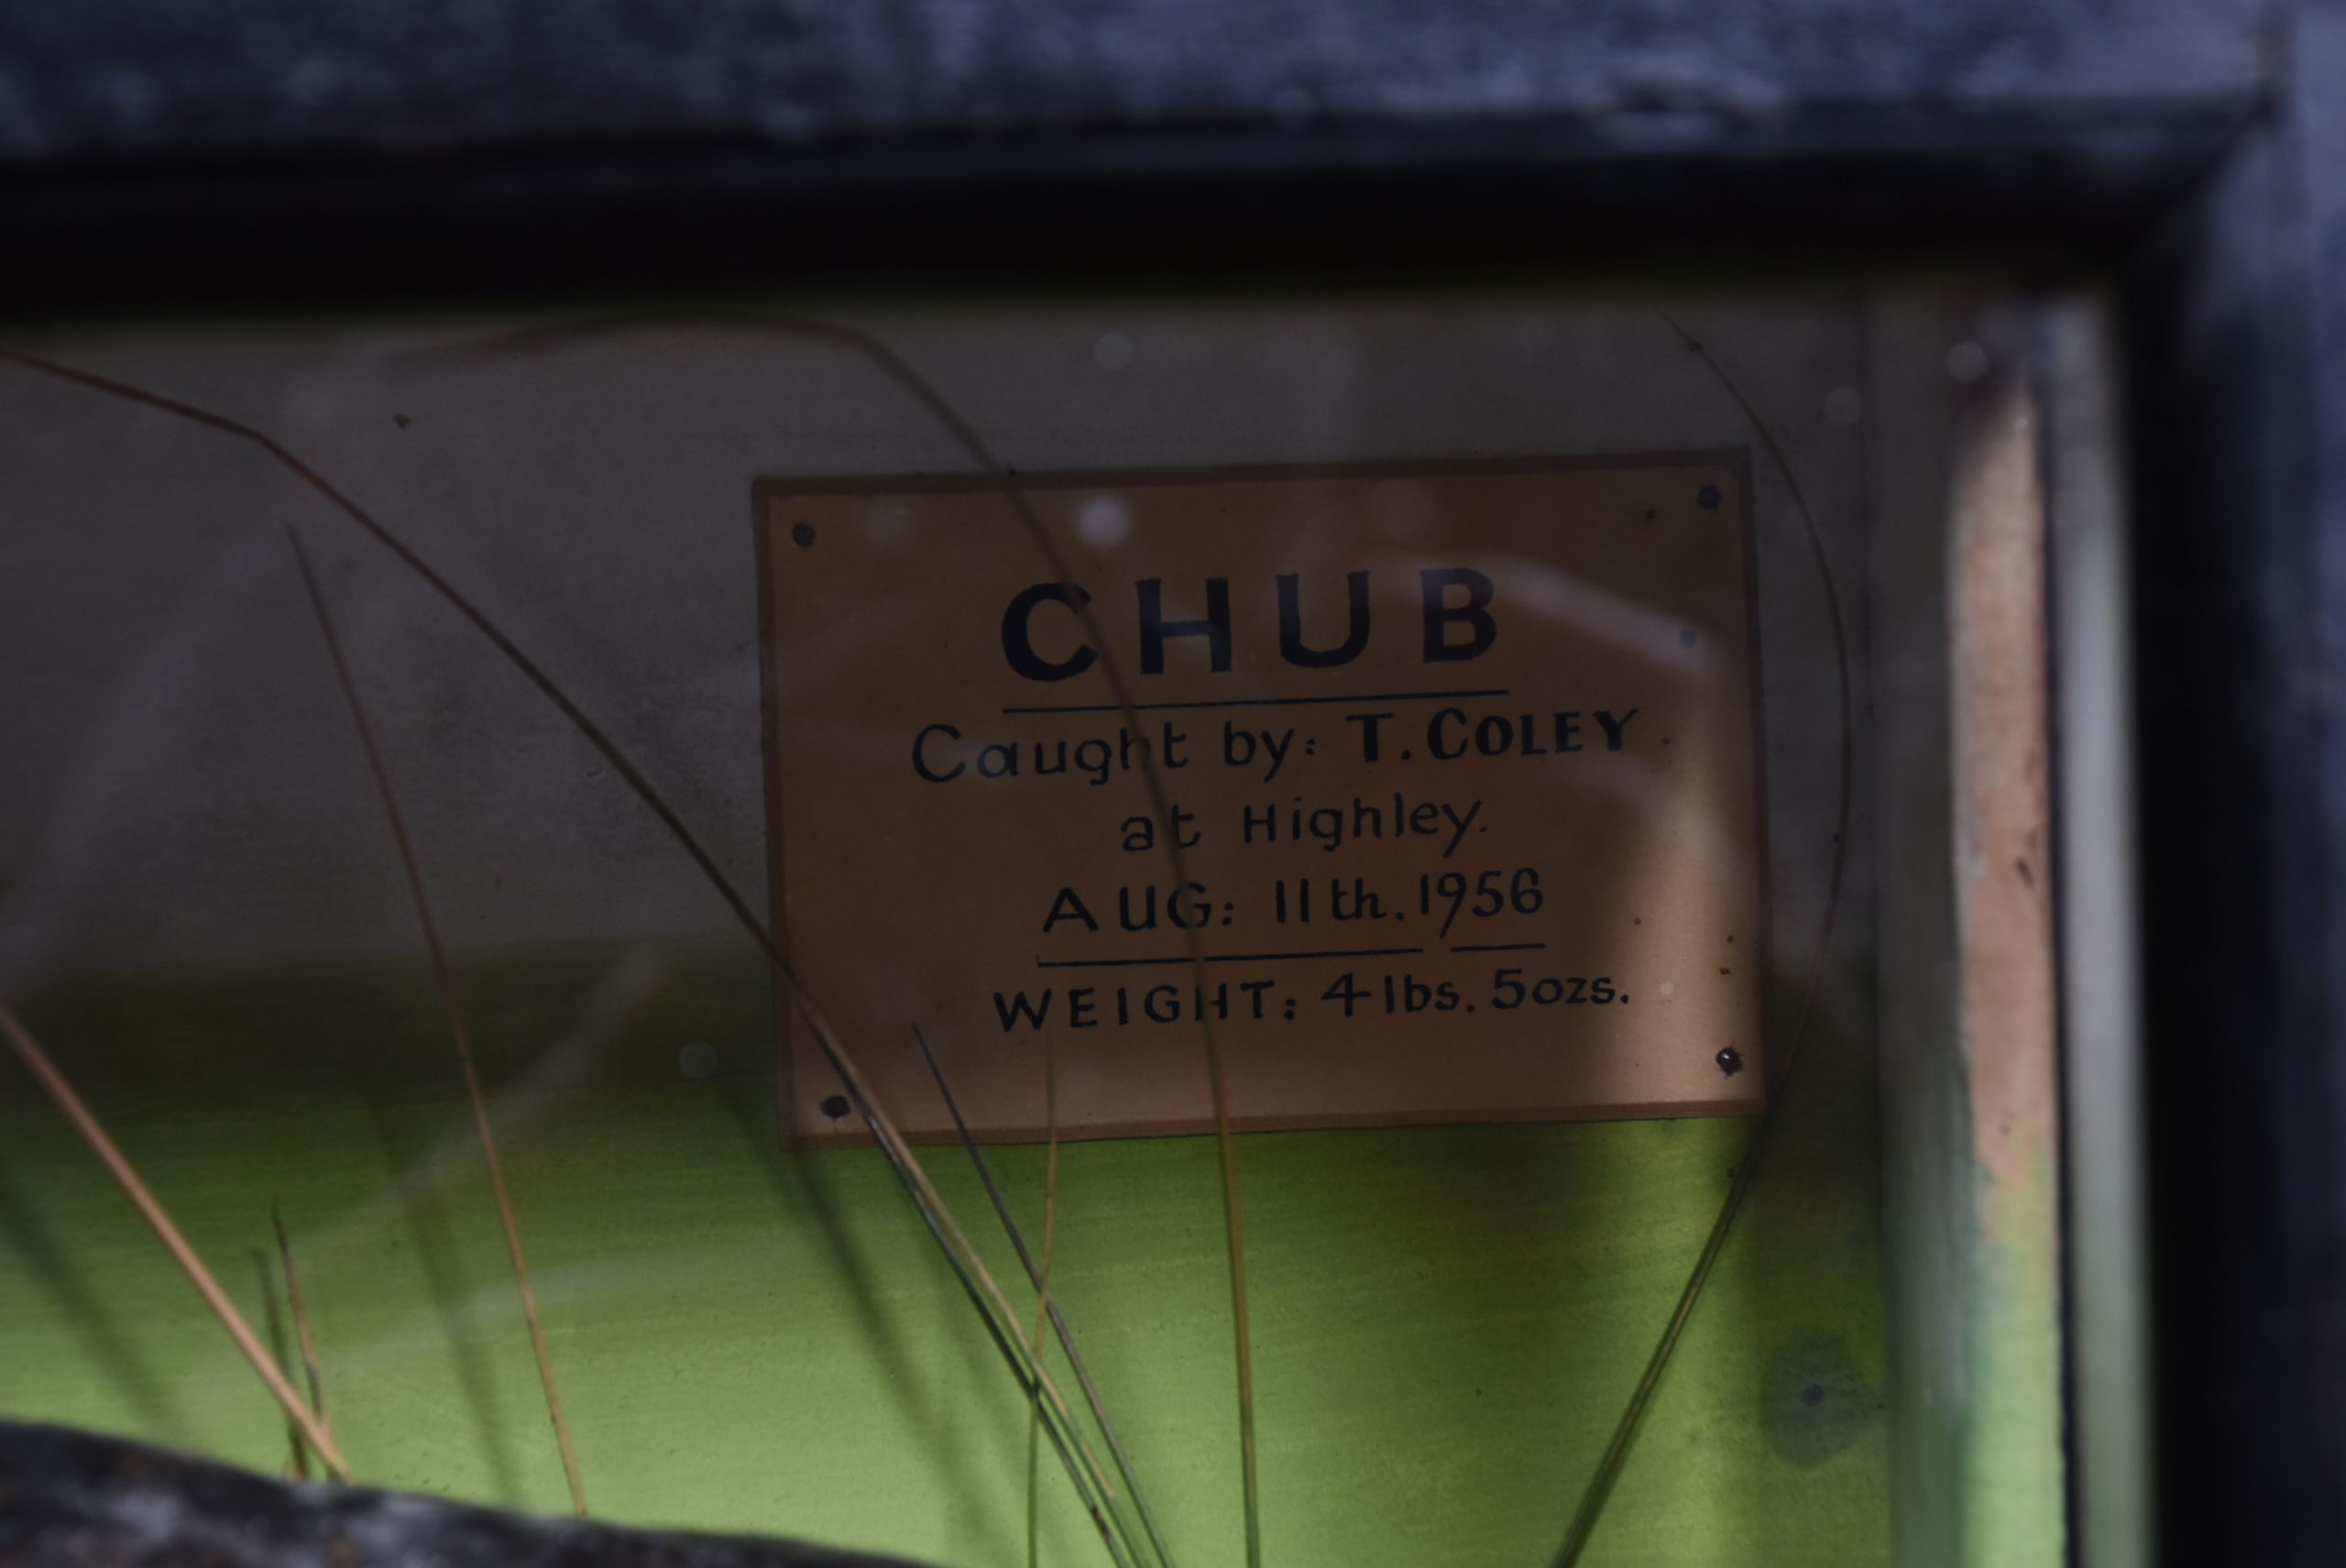 CHUB
Caught by: T. COLEY
at Highley.
AUG: 11th. 1956
WEIGHT: 4 lbs. 5 ozs.